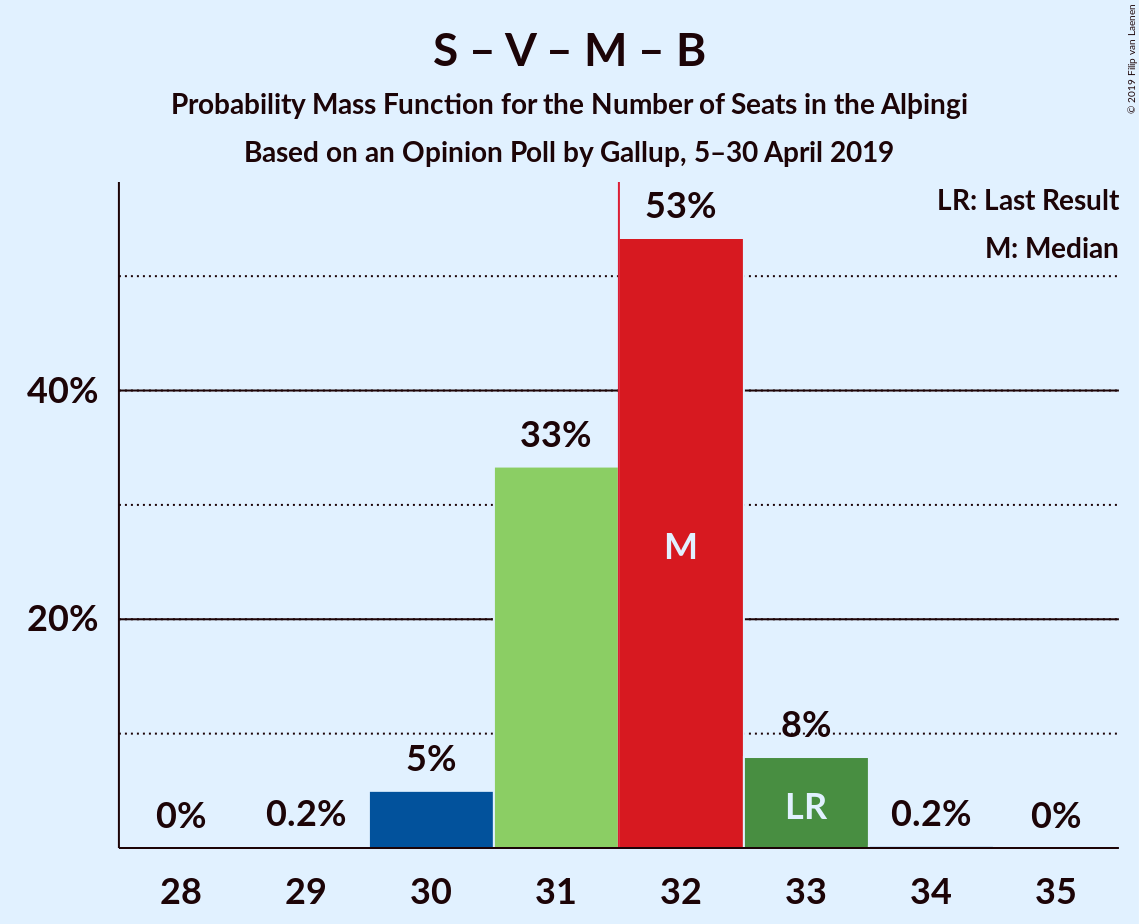 S – V – M – B
Probability Mass Function for the Number of Seats in the Alþingi
Based on an Opinion Poll by Gallup, 5–30 April 2019
© 2019 Filip van Laenen
LR: Last Result
M: Median
53%
40%
33%
M
20%
8%
5%
LR
0%
0.2%
0.2%
0%
28
29
30
31
32
33
34
35